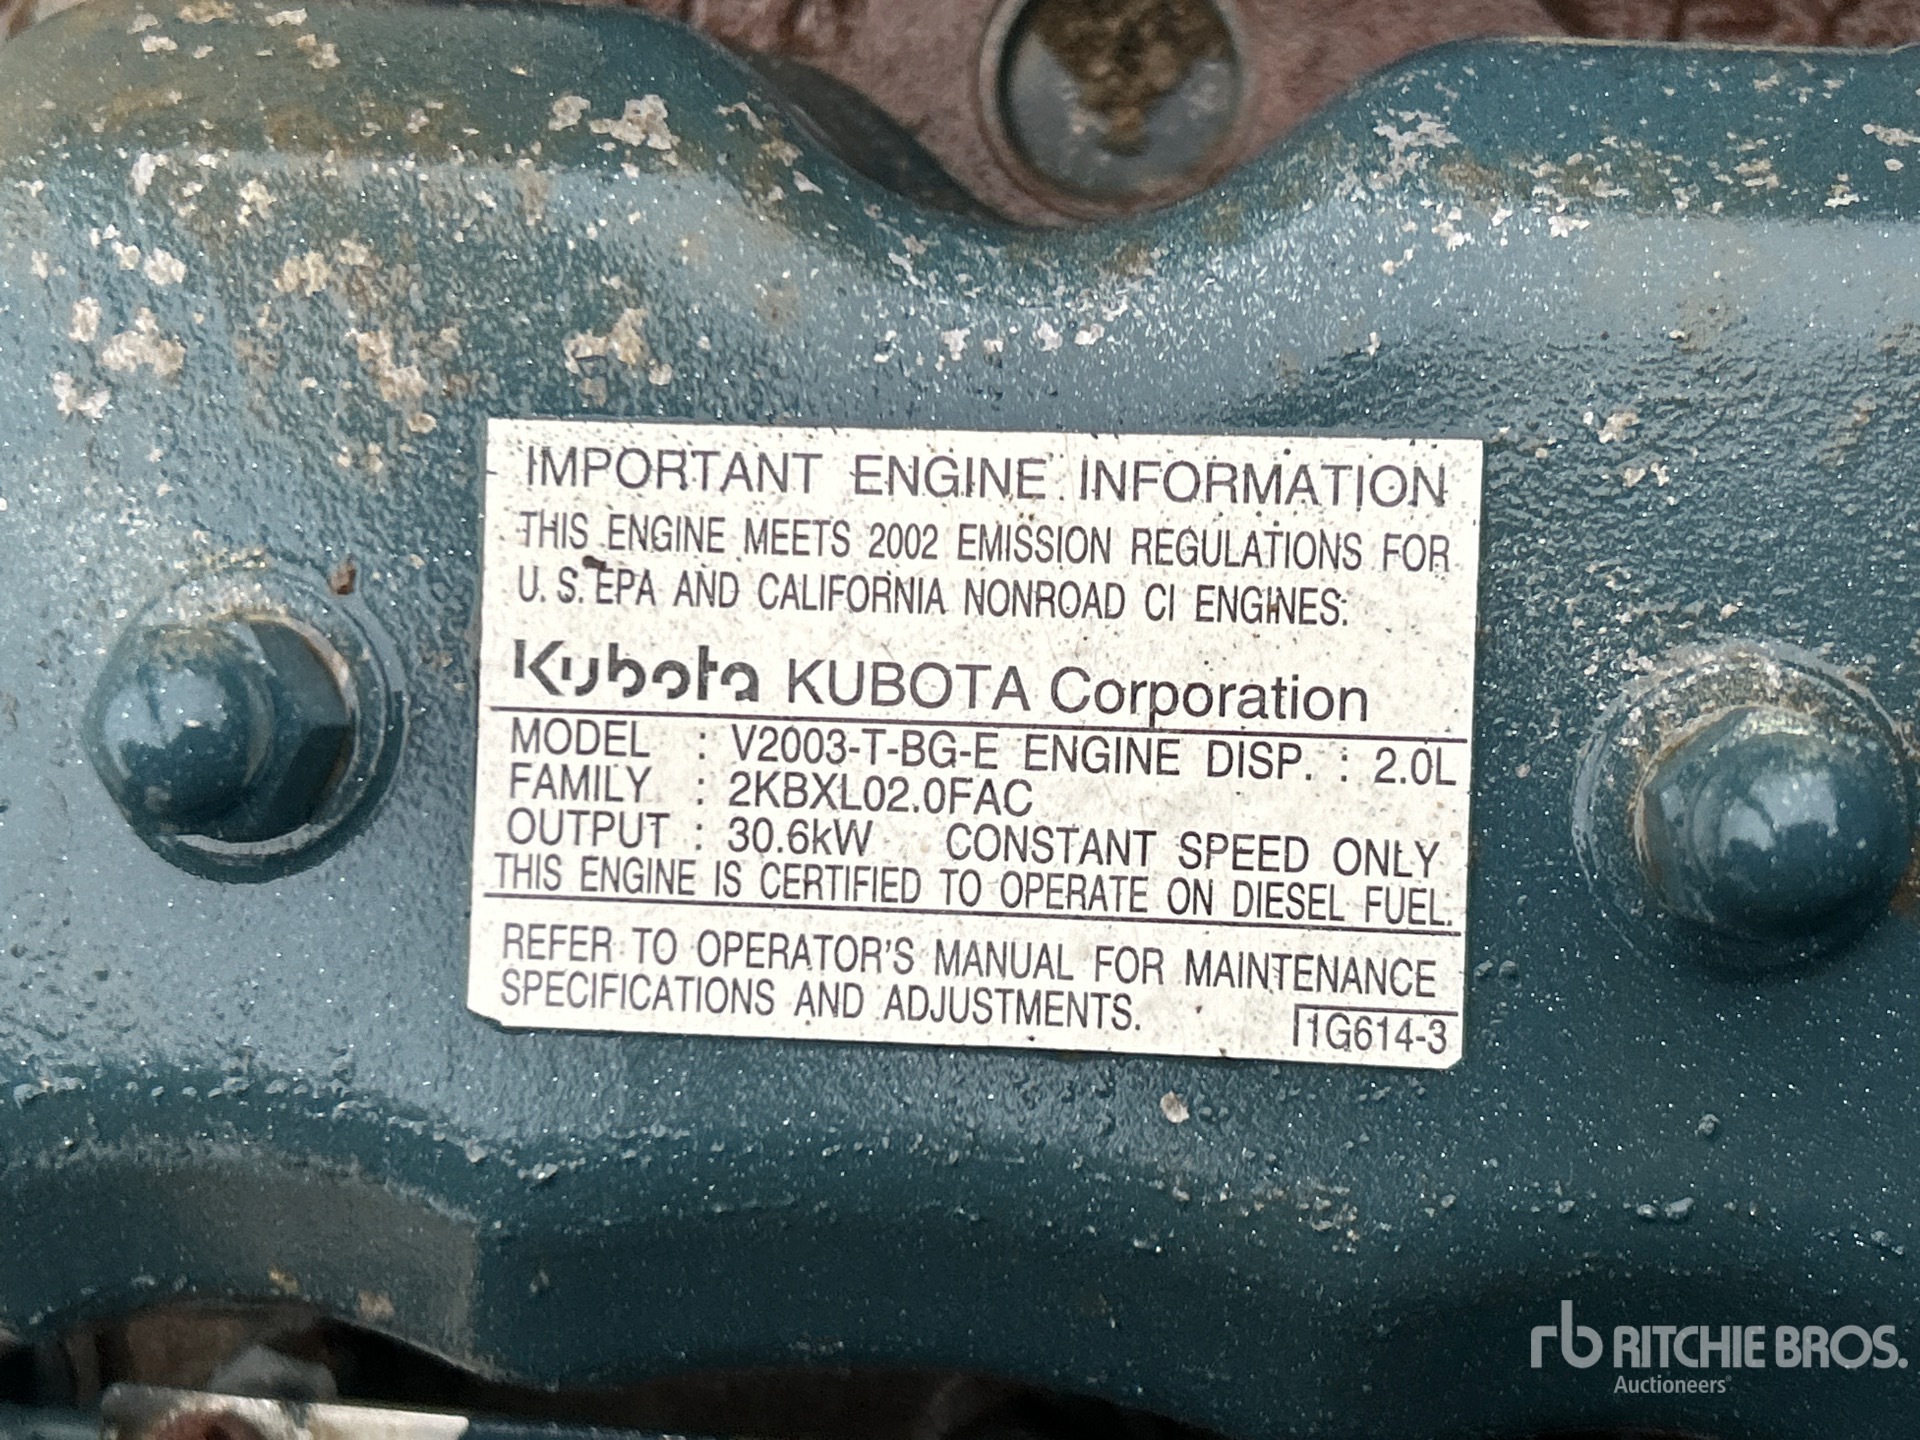 IMPORTANT ENGINE INFORMATION
THIS ENGINE MEETS 2002 EMISSION REGULATIONS FOR
U.S. EPA AND CALIFORNIA NONROAD CI ENGINES:
Kubota KUBOTA Corporation
MODEL : V2003-T-BG-E ENGINE DISP. : 2.0L
FAMILY : 2KBXL02.0FAC
OUTPUT : 30.6kW CONSTANT SPEED ONLY
THIS ENGINE IS CERTIFIED TO OPERATE ON DIESEL FUEL.
REFER TO OPERATOR'S MANUAL FOR MAINTENANCE
SPECIFICATIONS AND ADJUSTMENTS.
1G614-3
rb RITCHIE BROS.
Auctioneers